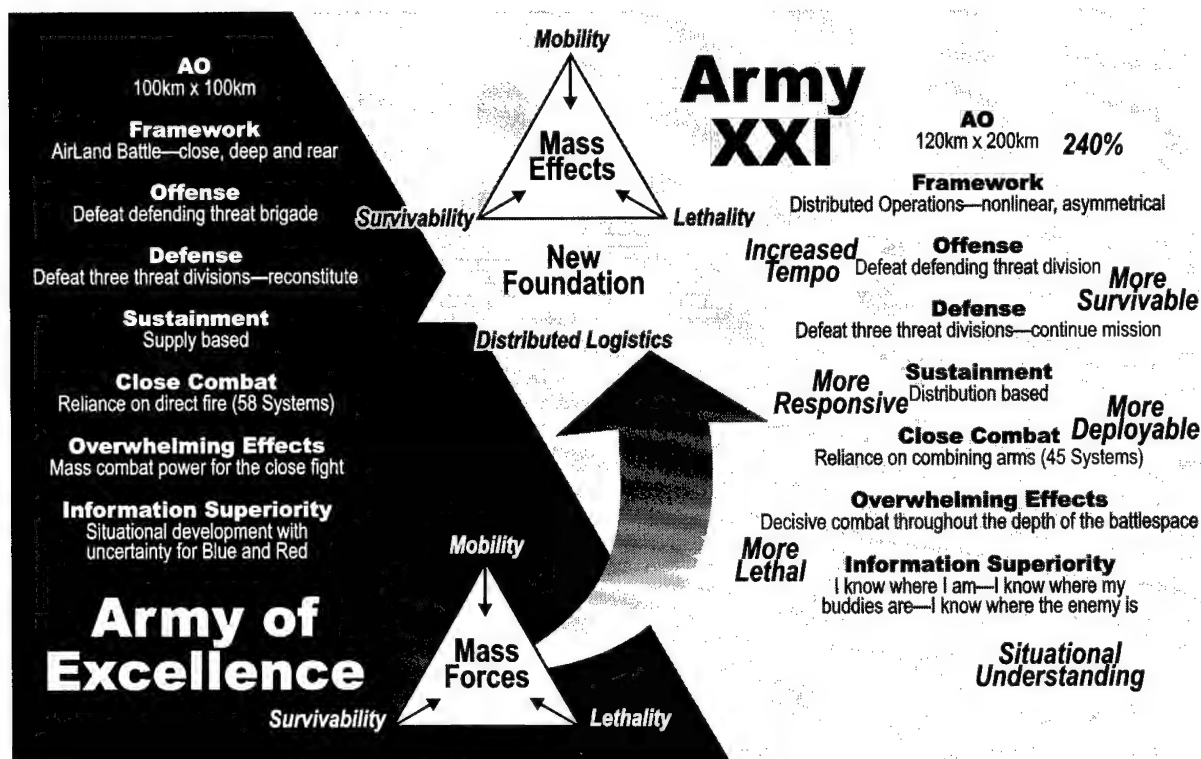 AO
100km x 100km
Framework
AirLand Battle—close, deep and rear
Offense
Defeat defending threat brigade
Defense
Defeat three threat divisions—reconstitute
Sustainment
Supply based
Close Combat
Reliance on direct fire (58 Systems)
Overwhelming Effects
Mass combat power for the close fight
Information Superiority
Situational development with
uncertainty for Blue and Red
Army of
Excellence
Mobility
Mass
Effects
Survivability
Lethality
New
Foundation
Distributed Logistics
Mobility
Mass
Forces
Survivability
Lethality
Army
XXI
AO
120km x 200km
240%
Framework
Distributed Operations—nonlinear, asymmetrical
Increased
Tempo
Offense
Defeat defending threat division
More
Survivable
Defense
Defeat three threat divisions—continue mission
More
Responsive
Sustainment
Distribution based
More
Deployable
Close Combat
Reliance on combining arms (45 Systems)
Overwhelming Effects
Decisive combat throughout the depth of the battlespace
More
Lethal
Information Superiority
I know where I am—I know where my
buddies are—I know where the enemy is
Situational
Understanding